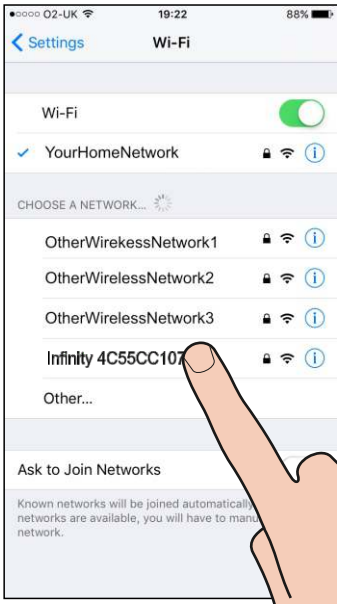 O2-UK 19:22 88%
Settings Wi-Fi
Wi-Fi
YourHomeNetwork
CHOOSE A NETWORK...
OtherWirekessNetwork1
OtherWirelessNetwork2
OtherWirelessNetwork3
Infinity 4C55CC107
Other...
Ask to Join Networks
Known networks will be joined automatically
networks are available, you will have to
network.